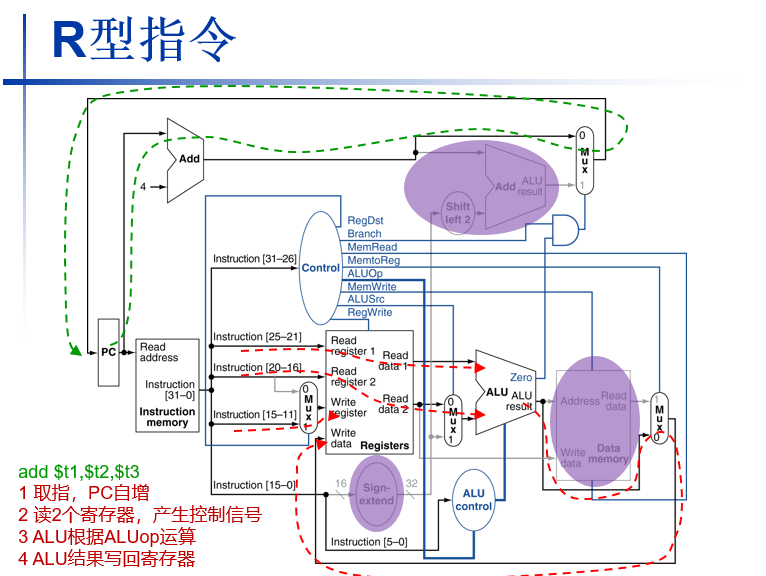 R型指令
Add
4
0
Mux
1
Shift left 2
Add
ALU result
RegDst
Branch
MemRead
MemtoReg
ALUOp
MemWrite
ALUSrc
RegWrite
Control
Instruction [31–26]
Instruction [25–21]
Instruction [20–16]
Instruction [15–11]
Instruction [15–0]
Instruction [5–0]
PC
Read address
Instruction [31–0]
Instruction memory
0
Mux
1
Read register 1
Read register 2
Write register
Write data
Read data 1
Read data 2
Registers
0
Mux
1
Zero
ALU
ALU result
Address
Read data
Write data
Data memory
1
Mux
0
16
Sign-extend
32
ALU control
add $t1,$t2,$t3
1 取指，PC自增
2 读2个寄存器，产生控制信号
3 ALU根据ALUop运算
4 ALU结果写回寄存器